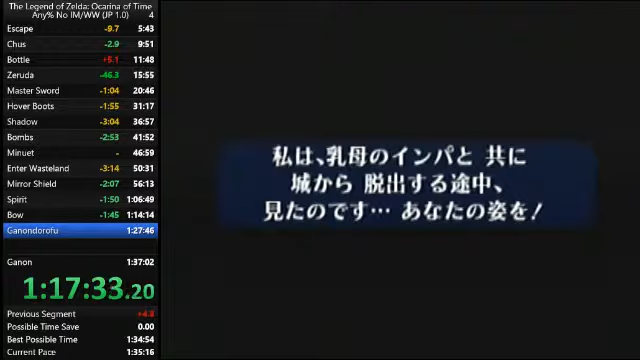 The Legend of Zelda: Ocarina of Time
Any% No IM/WW (JP 1.0) 4
Escape -9.7 5:43
Chus -2.9 9:51
Bottle +5.1 11:48
Zeruda -46.3 15:55
Master Sword -1:04 20:46
Hover Boots -1:55 31:17
Shadow -3:04 36:57
Bombs -2:53 41:52
Minuet - 46:59
Enter Wasteland -3:14 50:31
Mirror Shield -2:07 56:13
Spirit -1:50 1:06:49
Bow -1:45 1:14:14
Ganondorofu 1:27:46
Ganon 1:37:02
1:17:33.20
Previous Segment +4.3
Possible Time Save 0.00
Best Possible Time 1:34:54
Current Pace 1:35:16
私は、乳母のインパと 共に
城から 脱出する途中、
見たのです… あなたの姿を!